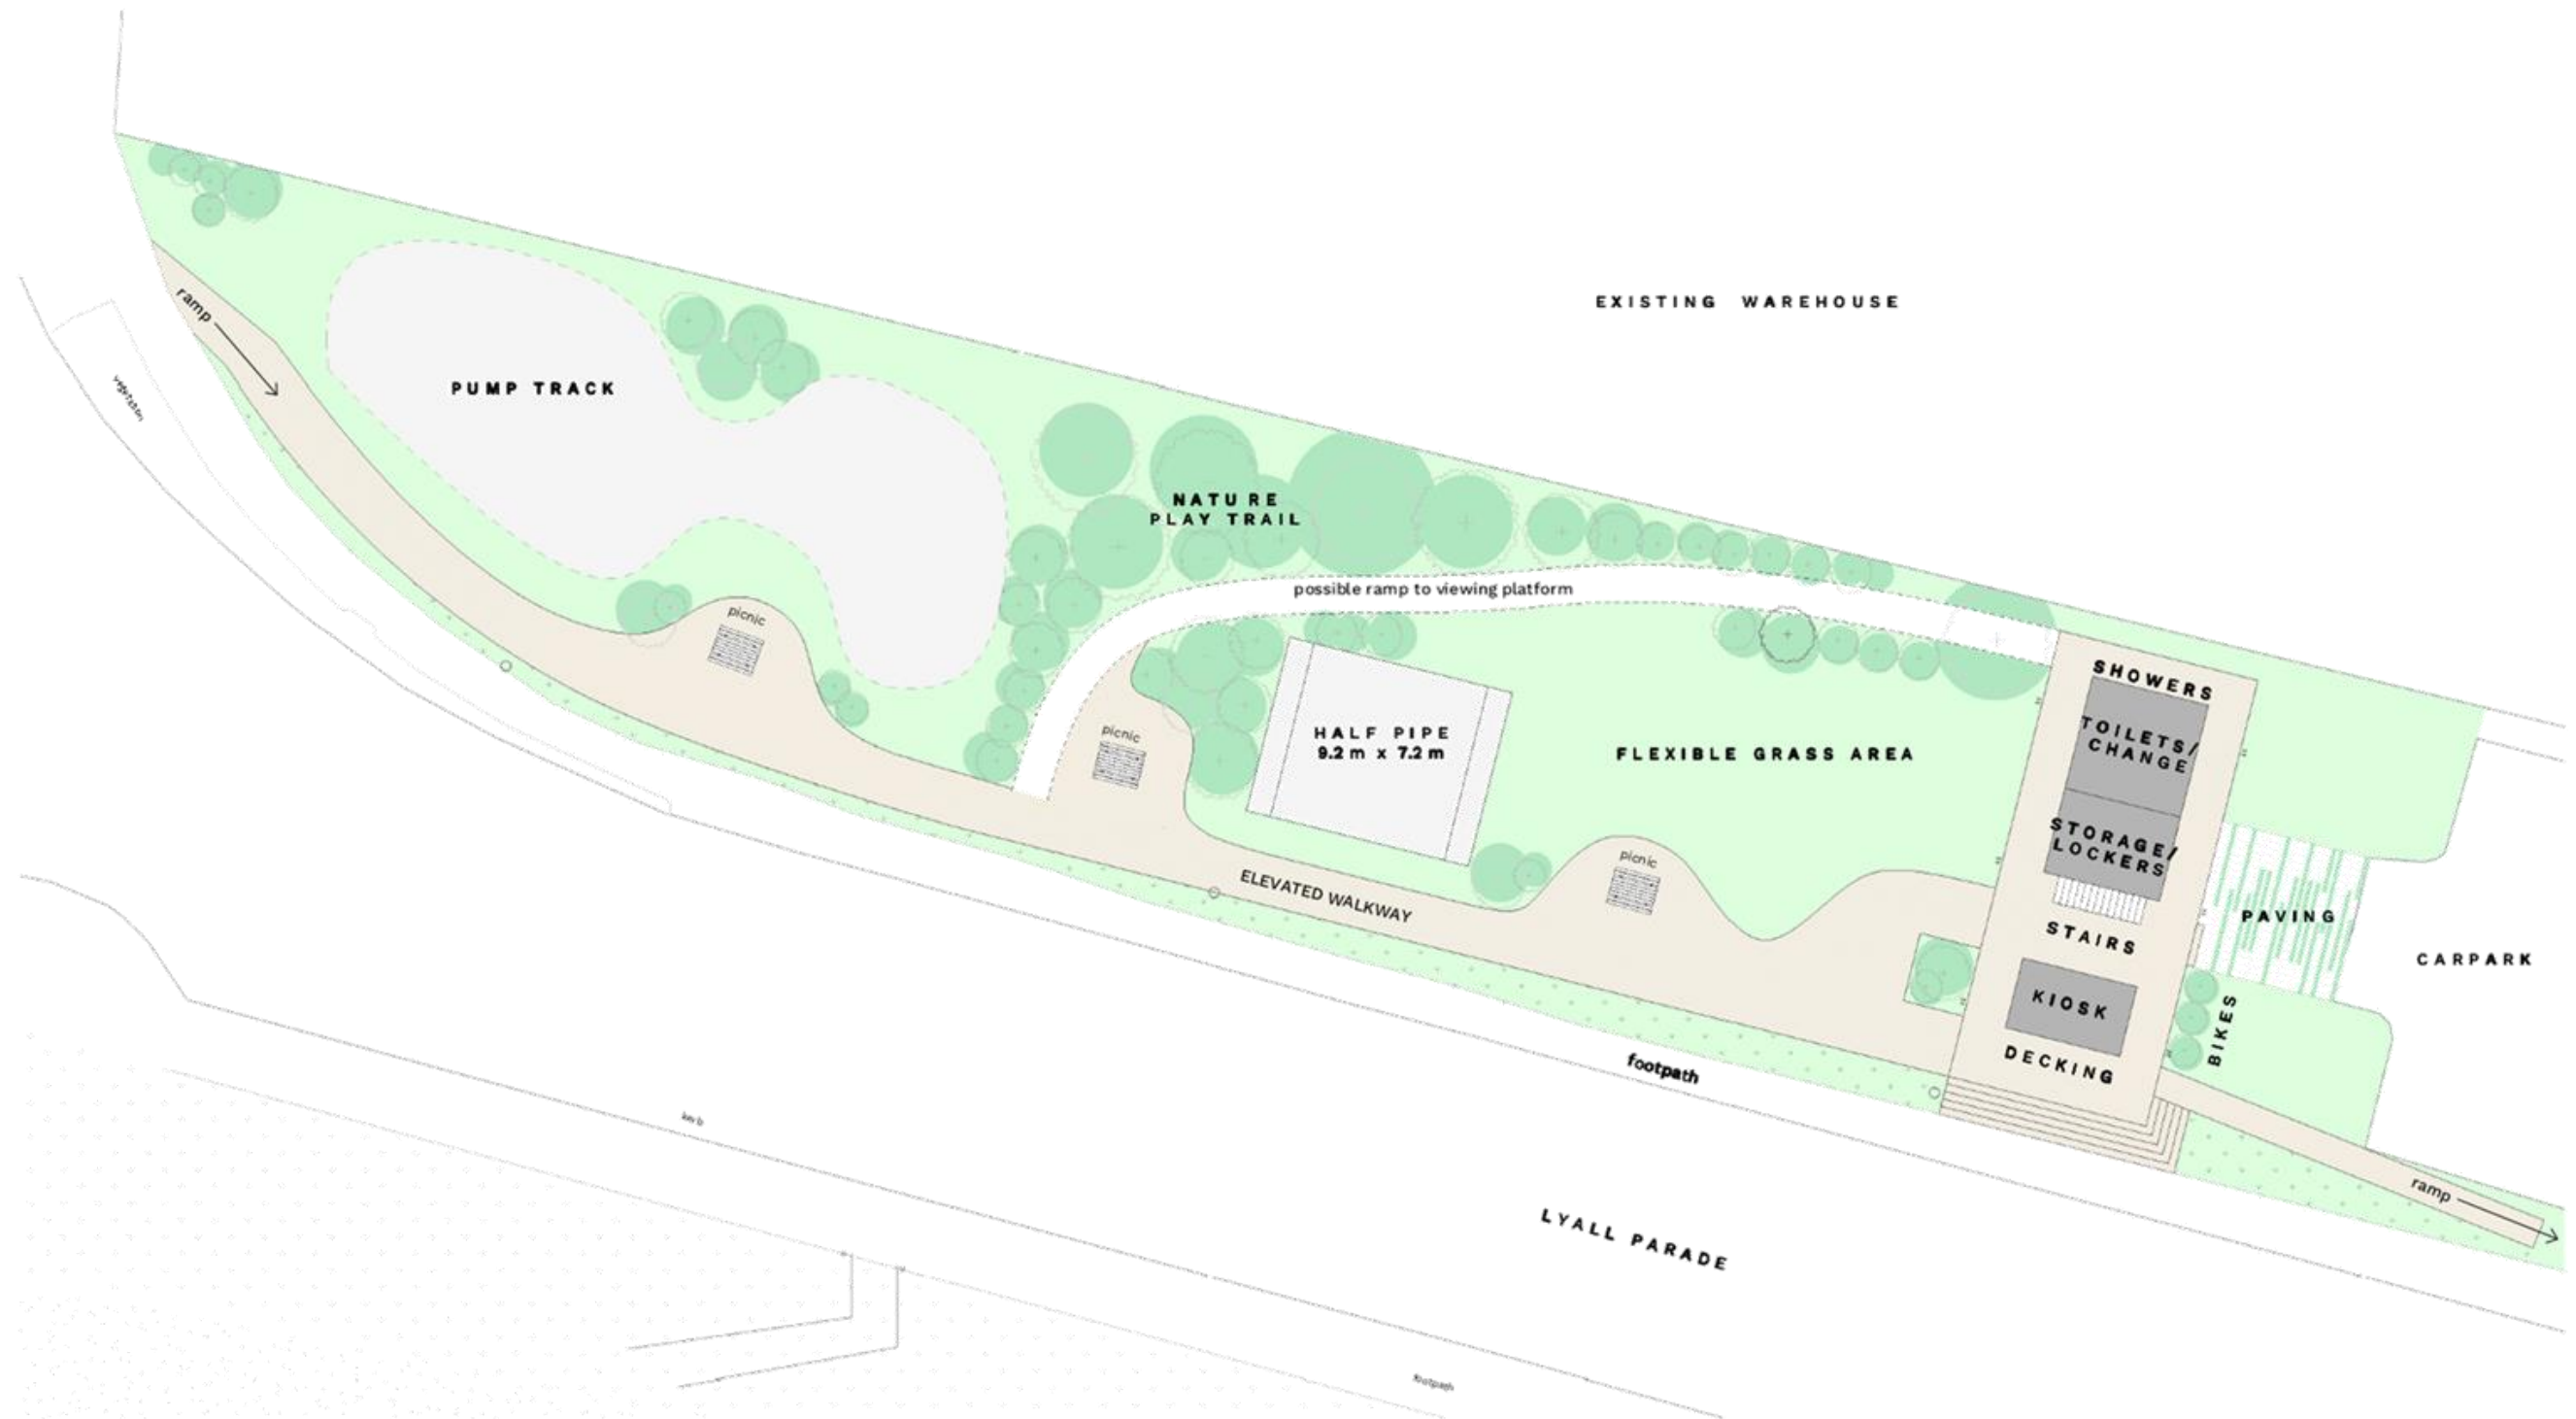 EXISTING WAREHOUSE
ramp
vegetation
PUMP TRACK
NATURE
PLAY TRAIL
possible ramp to viewing platform
picnic
picnic
HALF PIPE
9.2 m x 7.2 m
FLEXIBLE GRASS AREA
picnic
ELEVATED WALKWAY
SHOWERS
TOILETS/
CHANGE
STORAGE/
LOCKERS
STAIRS
KIOSK
DECKING
PAVING
BIKES
CARPARK
footpath
kerb
ramp
LYALL PARADE
footpath